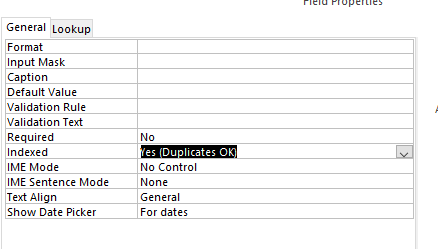 Field Properties
General Lookup
Format
Input Mask
Caption
Default Value
Validation Rule
Validation Text
Required No
Indexed Yes (Duplicates OK)
IME Mode No Control
IME Sentence Mode None
Text Align General
Show Date Picker For dates